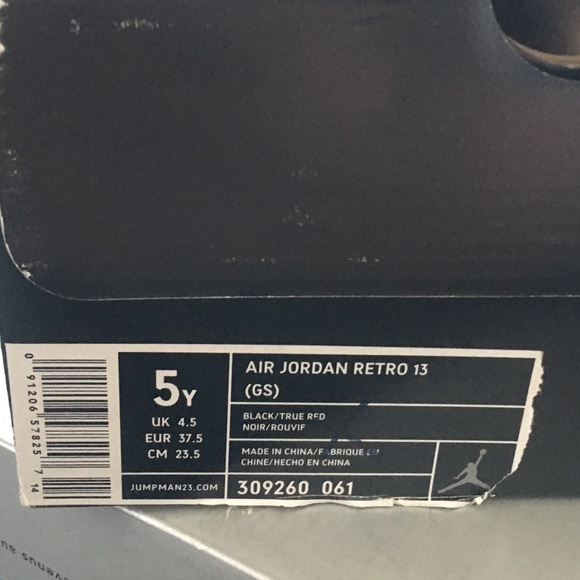 0 91206 57825 7 14
5Y
UK 4.5
EUR 37.5
CM 23.5
JUMPMAN23.COM
AIR JORDAN RETRO 13
(GS)
BLACK/TRUE RED
NOIR/ROUVIF
MADE IN CHINA/FABRIQUE EN
CHINE/HECHO EN CHINA
309260 061